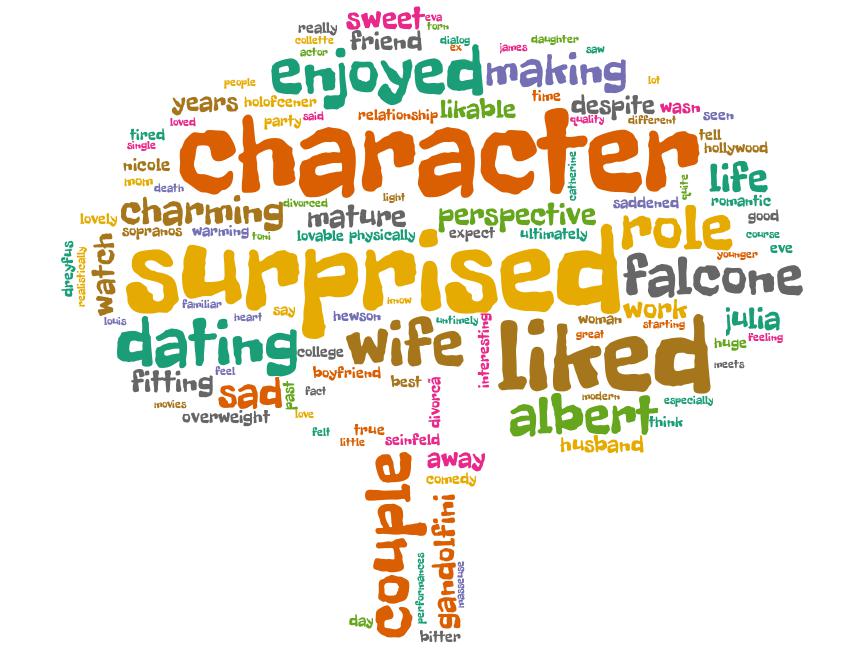 sweet
eva
really
torn
collette
friend
dialog
ex
james
daughter
actor
saw
enjoyed
making
people
lot
years
holofcener
relationship
likable
time
despite
wasn
loved
party
said
quality
different
seen
tired
character
tell
single
hollywood
nicole
catherine
life
mom
death
quite
divorced
light
saddened
romantic
lovely
charming
mature
perspective
role
good
sopranos
warming
toni
lovable
physically
expect
ultimately
course
dreyfus
realistically
watch
surprised
younger
eve
falcone
familiar
know
louis
heart
say
hewson
untimely
interesting
woman
work
starting
julia
great
dating
college
wife
liked
huge
feeling
meets
fitting
feel
boyfriend
best
sad
past
fact
divorcã
modern
especially
movies
overweight
love
albert
think
felt
true
little
seinfeld
husband
away
couple
comedy
gandolfini
performances
masseuse
day
bitter